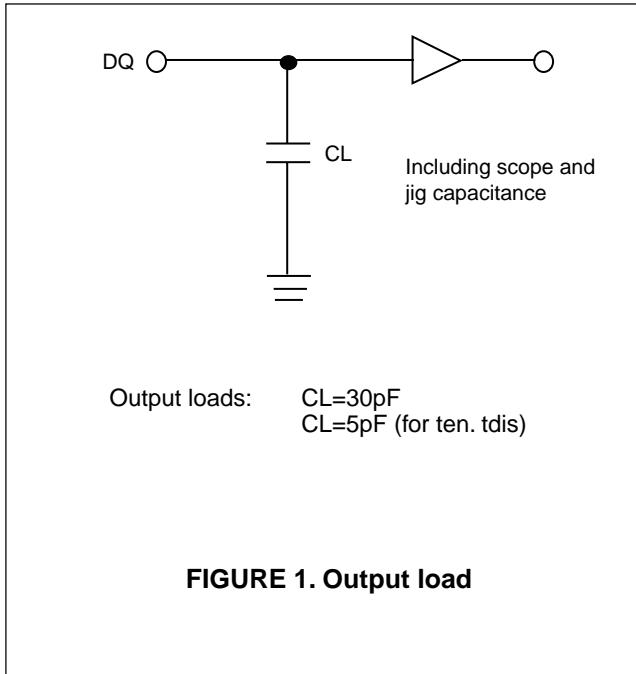 DQ
CL
Including scope and
jig capacitance
Output loads: CL=30pF
CL=5pF (for ten. tdis)
FIGURE 1. Output load